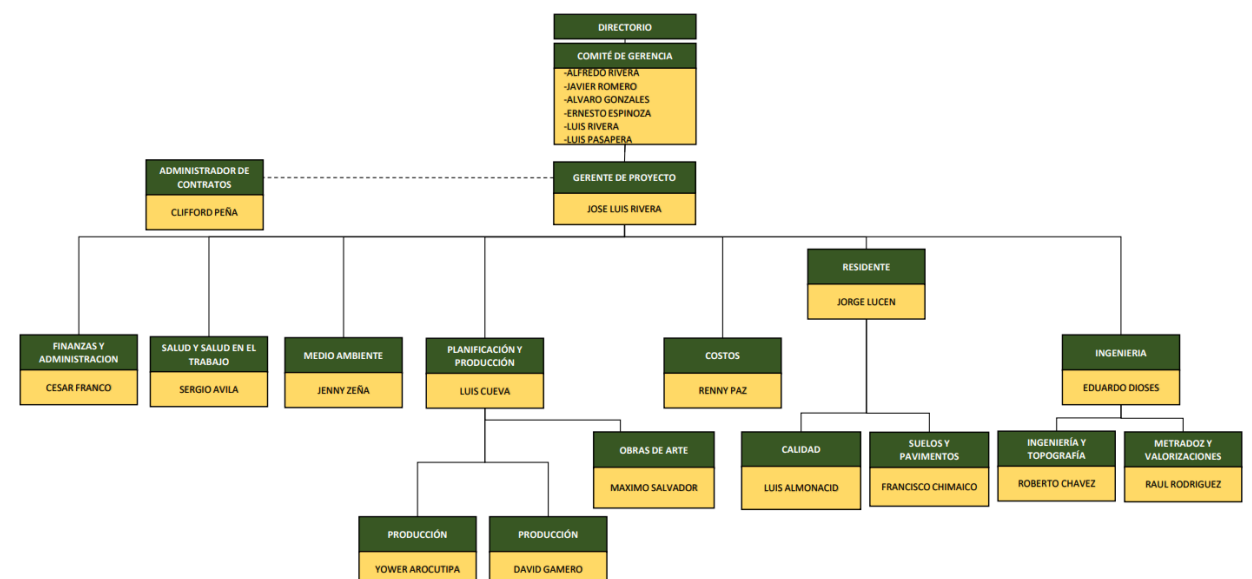 DIRECTORIO
COMITÉ DE GERENCIA
-ALFREDO RIVERA
-JAVIER ROMERO
-ALVARO GONZALES
-ERNESTO ESPINOZA
-LUIS RIVERA
-LUIS PASAPERA
ADMINISTRADOR DE
CONTRATOS
CLIFFORD PEÑA
GERENTE DE PROYECTO
JOSE LUIS RIVERA
RESIDENTE
JORGE LUCEN
FINANZAS Y
ADMINISTRACION
CESAR FRANCO
SALUD Y SALUD EN EL
TRABAJO
SERGIO AVILA
MEDIO AMBIENTE
JENNY ZEÑA
PLANIFICACIÓN Y
PRODUCCIÓN
LUIS CUEVA
COSTOS
RENNY PAZ
INGENIERIA
EDUARDO DIOSES
OBRAS DE ARTE
MAXIMO SALVADOR
CALIDAD
LUIS ALMONACID
SUELOS Y
PAVIMENTOS
FRANCISCO CHIMAICO
INGENIERÍA Y
TOPOGRAFÍA
ROBERTO CHAVEZ
METRADOZ Y
VALORIZACIONES
RAUL RODRIGUEZ
PRODUCCIÓN
YOWER AROCUTIPA
PRODUCCIÓN
DAVID GAMERO